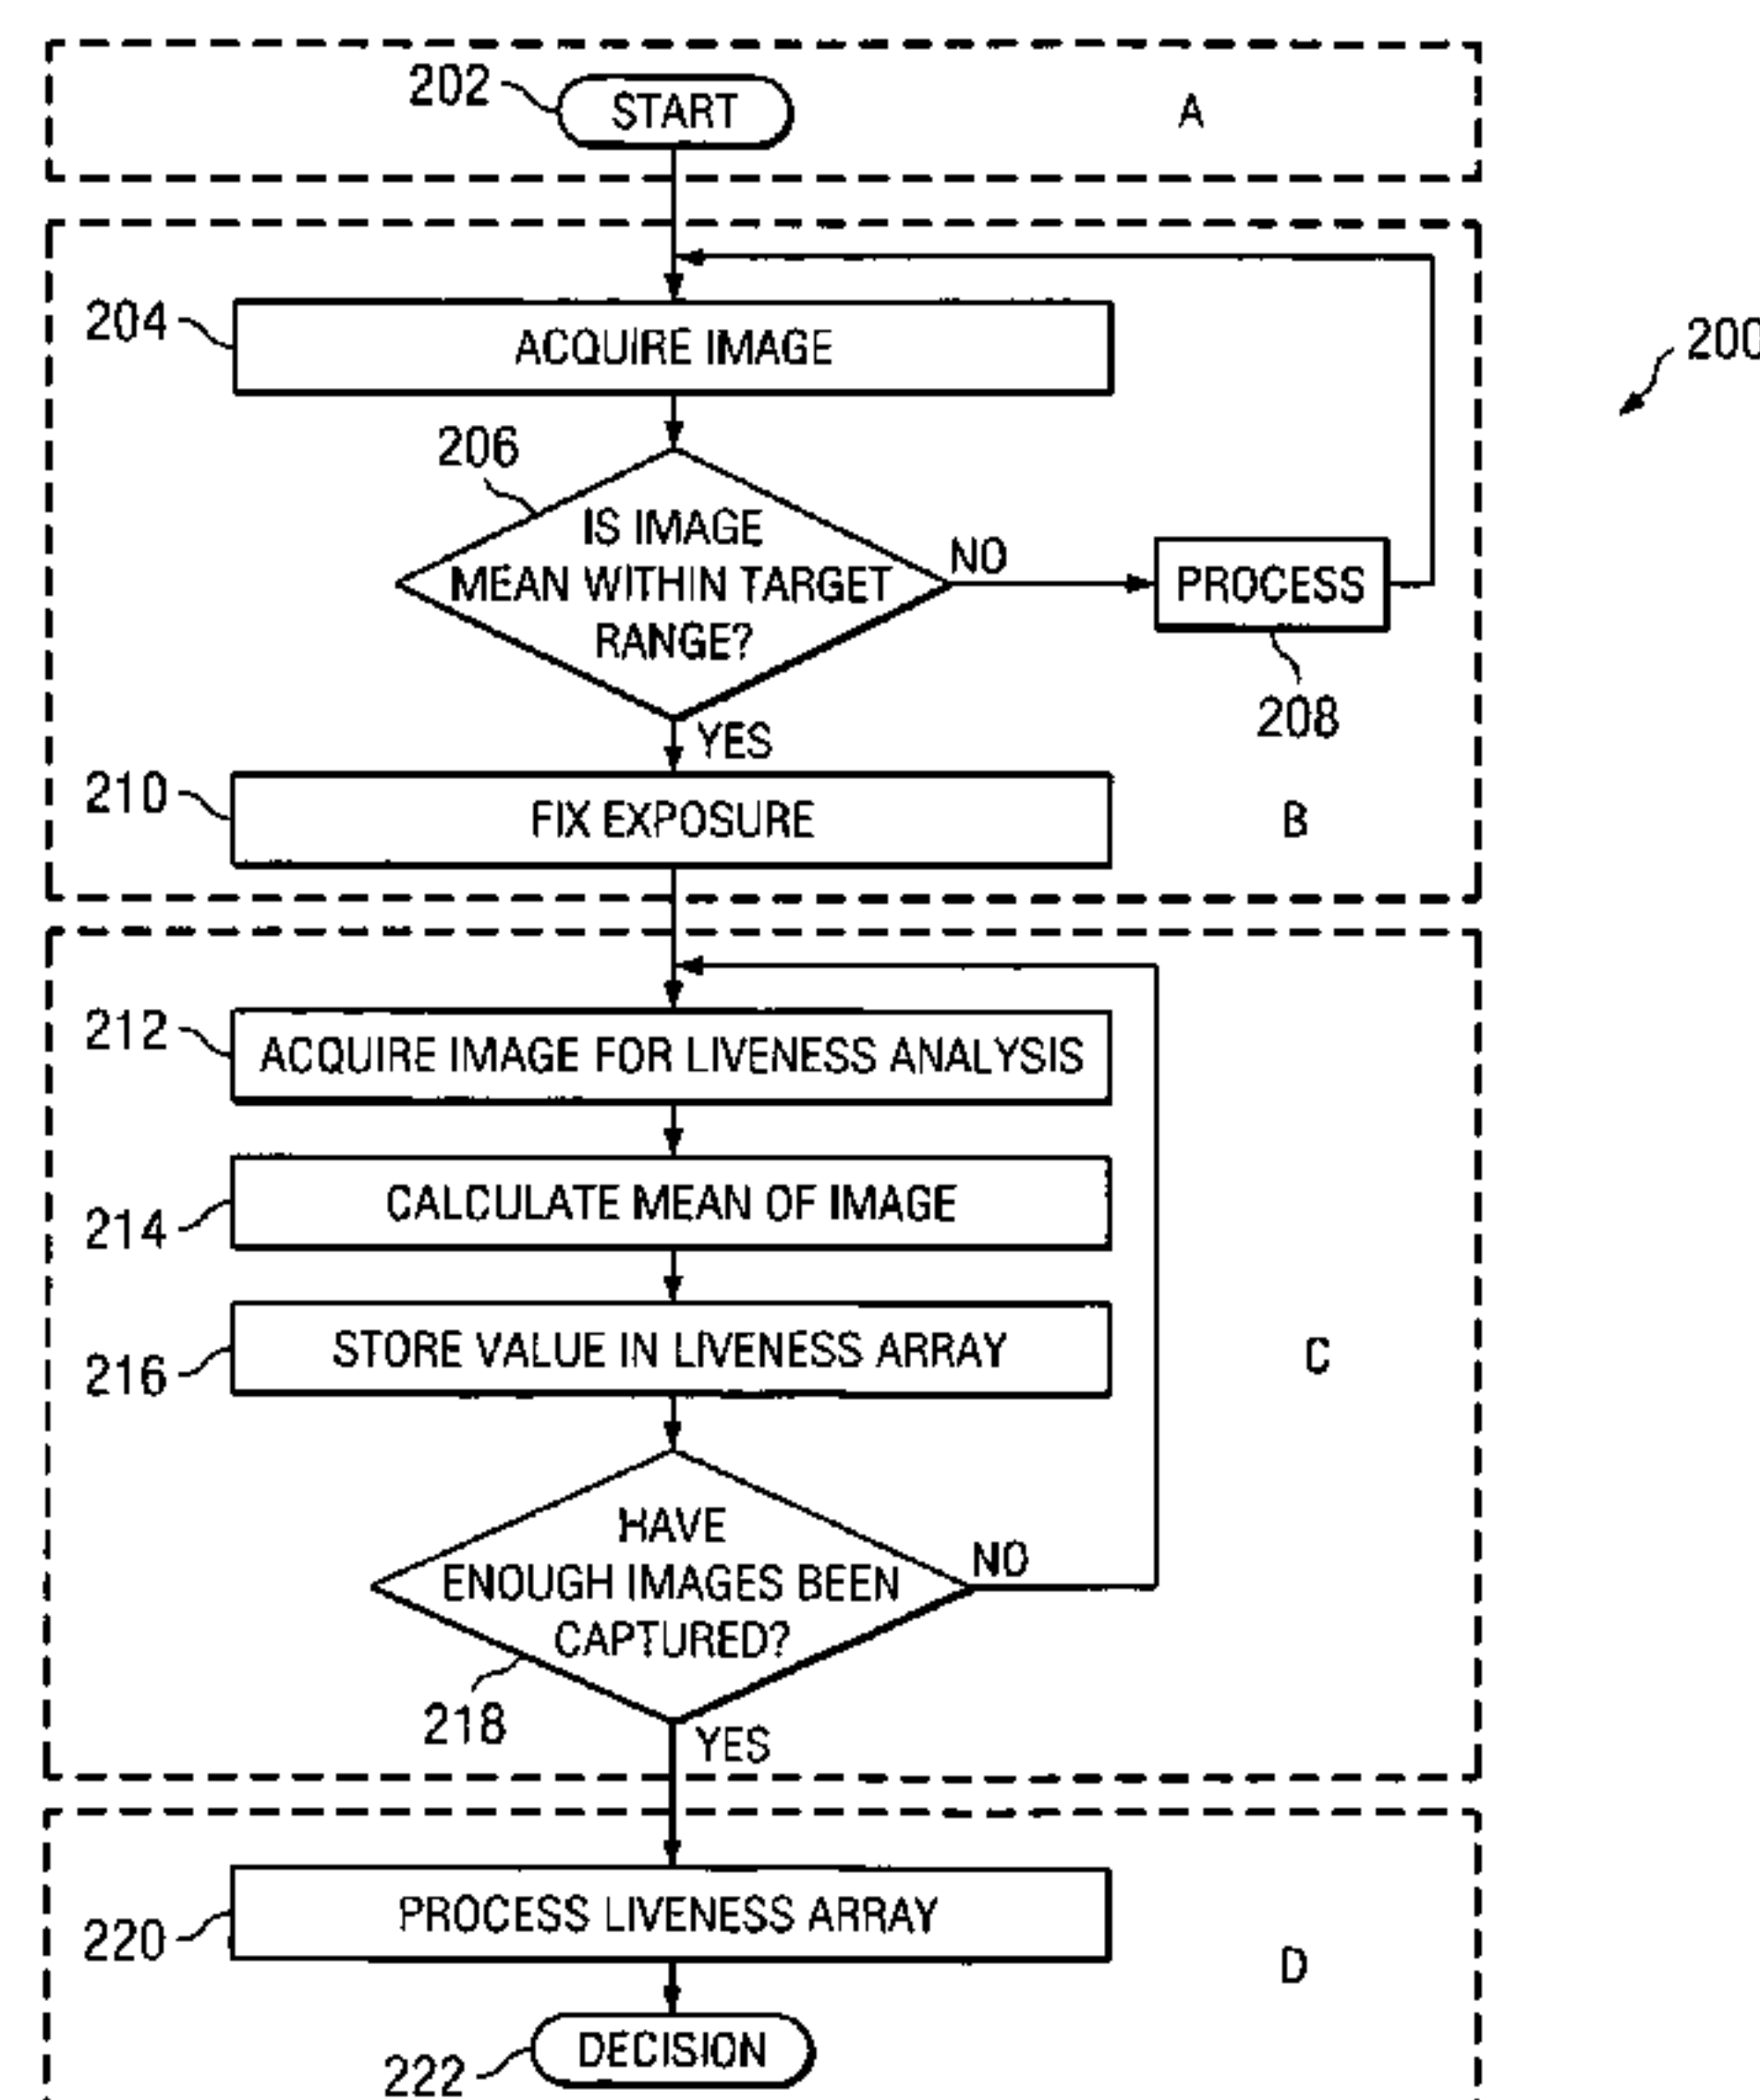 202
START
A
204
ACQUIRE IMAGE
200
206
IS IMAGE
MEAN WITHIN TARGET
RANGE?
NO
PROCESS
208
YES
210
FIX EXPOSURE
B
212
ACQUIRE IMAGE FOR LIVENESS ANALYSIS
214
CALCULATE MEAN OF IMAGE
216
STORE VALUE IN LIVENESS ARRAY
C
HAVE
ENOUGH IMAGES BEEN
CAPTURED?
NO
218
YES
220
PROCESS LIVENESS ARRAY
D
222
DECISION